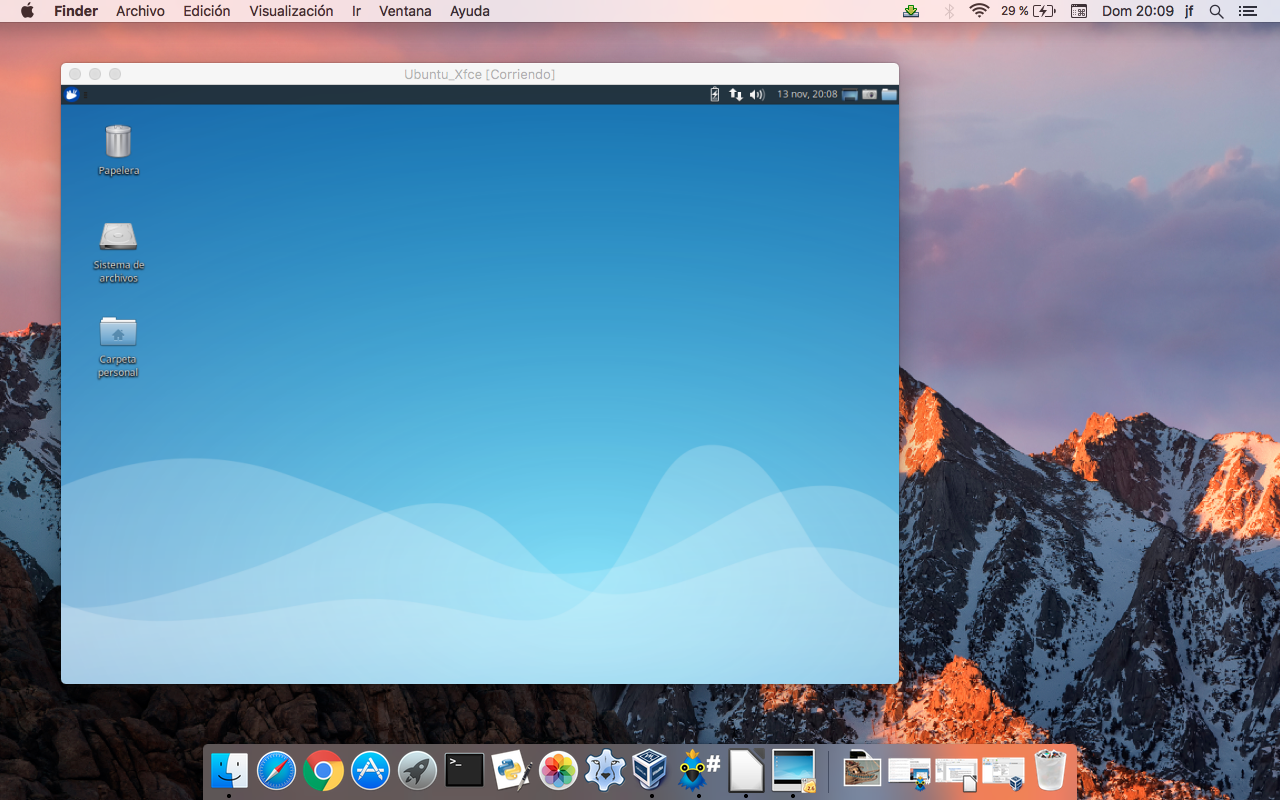 Finder Archivo Edición Visualización Ir Ventana Ayuda 29 % Dom 20:09 jf
Ubuntu_Xfce [Corriendo]
13 nov, 20:08
Papelera
Sistema de
archivos
Carpeta
personal
>_
#